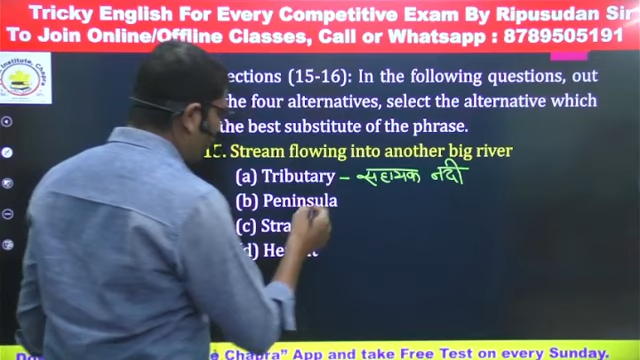 Tricky English For Every Competitive Exam By Ripusudan Sir
To Join Online/Offline Classes, Call or Whatsapp : 8789505191
Institute, Chapra
ections (15-16): In the following questions, out
the four alternatives, select the alternative which
the best substitute of the phrase.
15. Stream flowing into another big river
(a) Tributary – सहायक नदी
(b) Peninsula
(c) Stra
(d) He
Chapra" App and take Free Test on every Sunday.